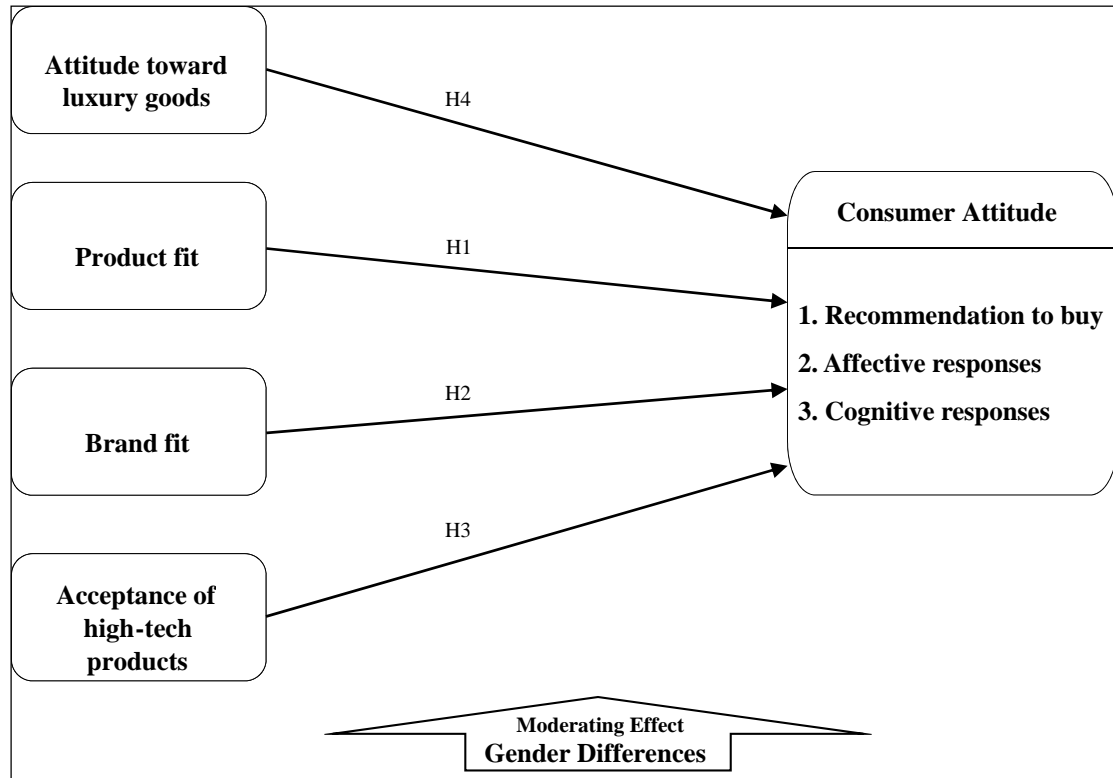 Attitude toward
luxury goods
H4
Product fit
H1
Brand fit
H2
Acceptance of
high-tech
products
H3
Consumer Attitude
1. Recommendation to buy
2. Affective responses
3. Cognitive responses
Moderating Effect
Gender Differences